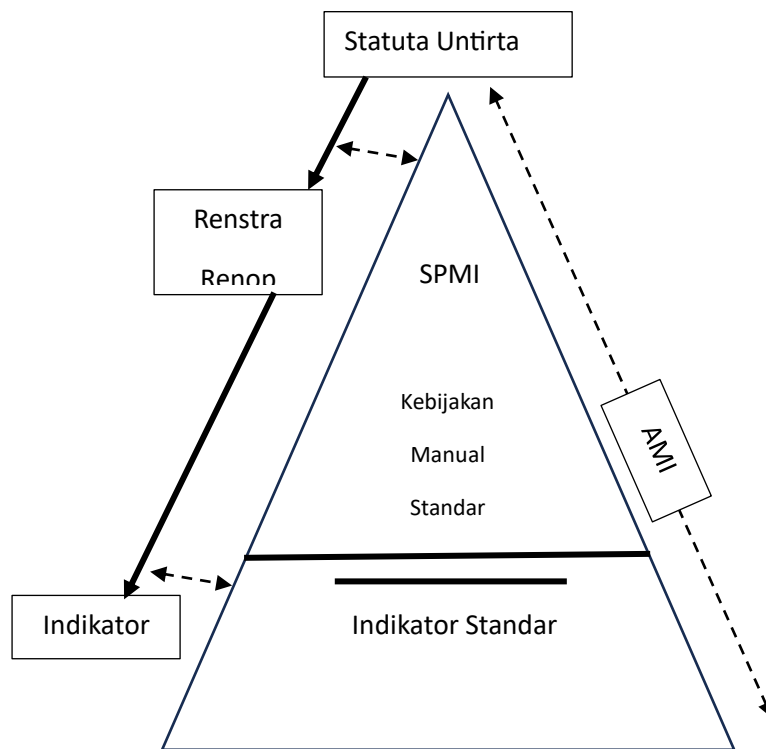 Statuta Untirta
Renstra
Renop
SPMI
Kebijakan
Manual
Standar
AMI
Indikator
Indikator Standar